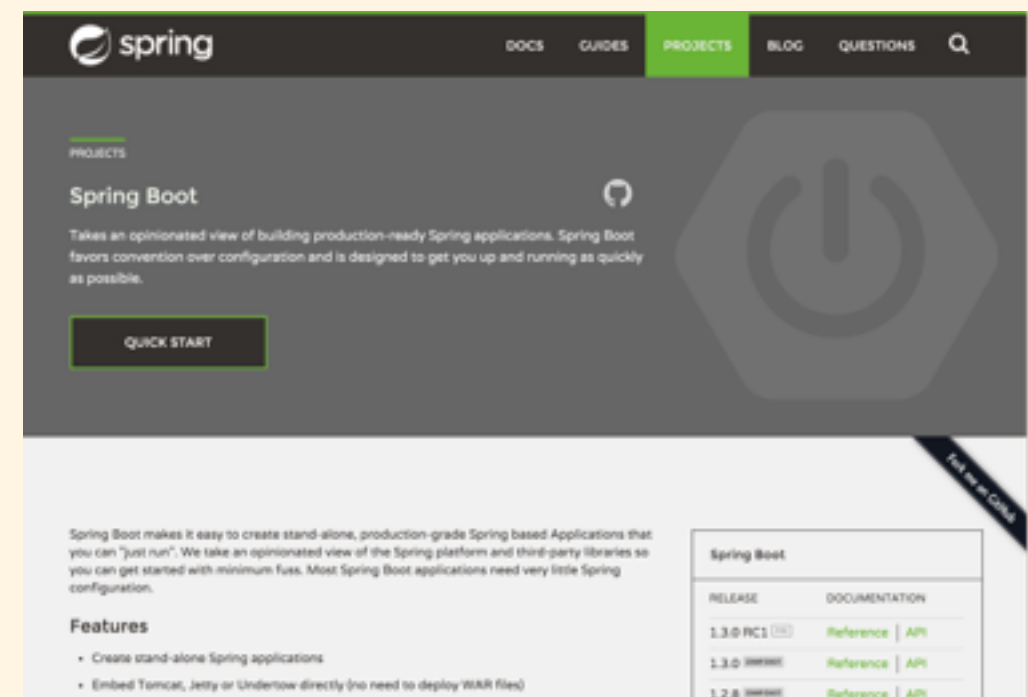 spring
DOCS GUIDES PROJECTS BLOG QUESTIONS
PROJECTS
Spring Boot
Takes an opinionated view of building production-ready Spring applications. Spring Boot
favors convention over configuration and is designed to get you up and running as quickly
as possible.
QUICK START
Fork me on GitHub
Spring Boot makes it easy to create stand-alone, production-grade Spring based Applications that
you can "just run". We take an opinionated view of the Spring platform and third-party libraries so
you can get started with minimum fuss. Most Spring Boot applications need very little Spring
configuration.
Features
• Create stand-alone Spring applications
• Embed Tomcat, Jetty or Undertow directly (no need to deploy WAR files)
Spring Boot
RELEASE DOCUMENTATION
1.3.0 RC1 Reference | API
1.3.0 SNAPSHOT Reference | API
1.2.8 SNAPSHOT Reference | API